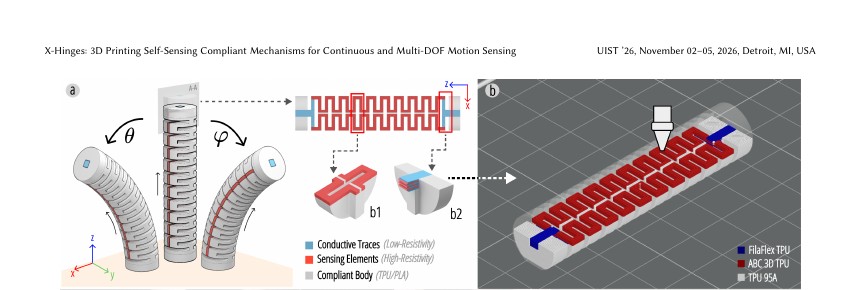 X-Hinges: 3D Printing Self-Sensing Compliant Mechanisms for Continuous and Multi-DOF Motion Sensing
UIST '26, November 02–05, 2026, Detroit, MI, USA
a
A-A
θ
φ
z
x
y
z
x
b1
b2
Conductive Traces (Low-Resistivity)
Sensing Elements (High-Resistivity)
Compliant Body (TPU/PLA)
b
FilaFlex TPU
ABC 3D TPU
TPU 95A